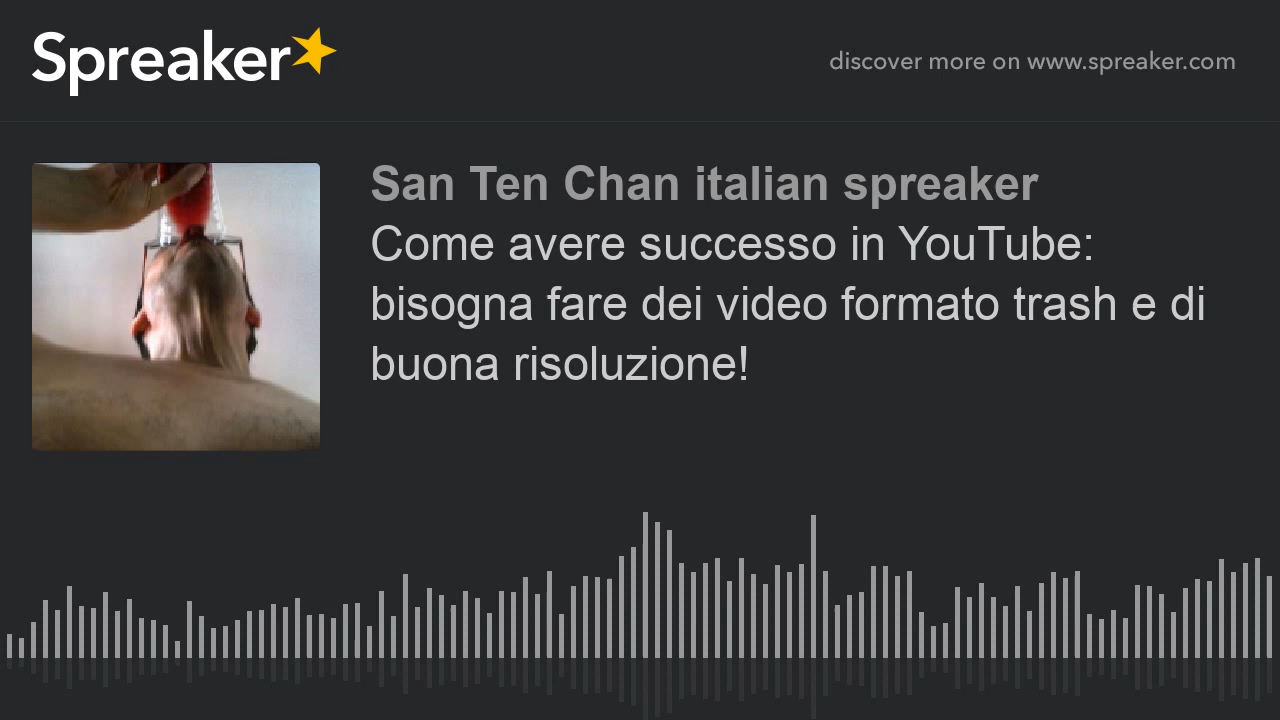 Spreaker
discover more on www.spreaker.com
San Ten Chan italian spreaker
Come avere successo in YouTube:
bisogna fare dei video formato trash e di
buona risoluzione!